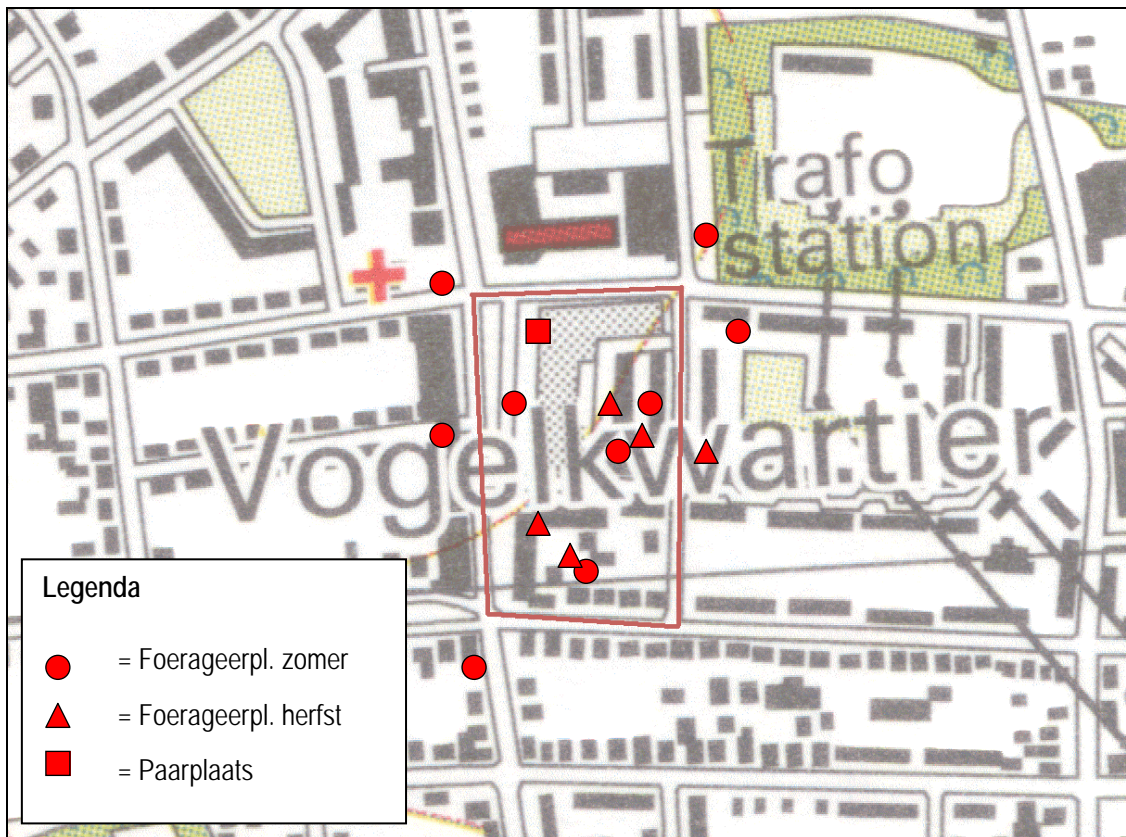 Trafo
station
Vogelkwartier
Legenda
= Foerageerpl. zomer
= Foerageerpl. herfst
= Paarplaats